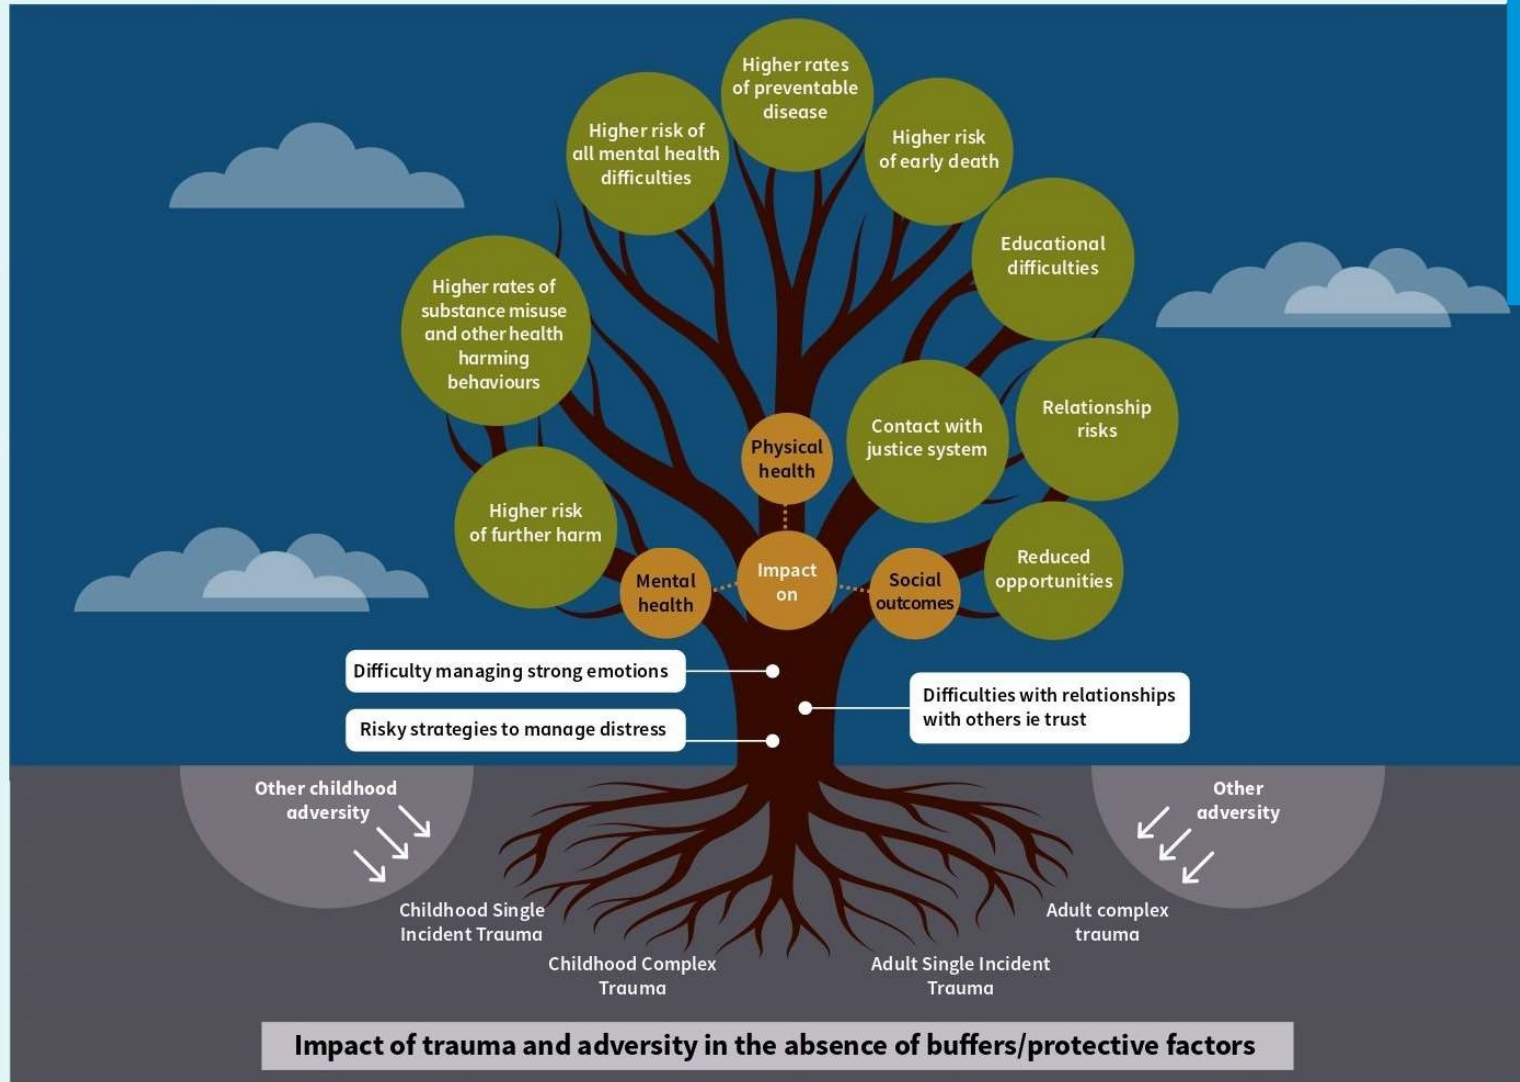 Higher rates
of preventable
disease
Higher risk of
all mental health
difficulties
Higher risk
of early death
Educational
difficulties
Higher rates of
substance misuse
and other health
harming
behaviours
Relationship
risks
Contact with
justice system
Physical
health
Higher risk
of further harm
Reduced
opportunities
Impact
on
Mental
health
Social
outcomes
Difficulty managing strong emotions
Difficulties with relationships
with others ie trust
Risky strategies to manage distress
Other childhood
adversity
Other
adversity
Childhood Single
Incident Trauma
Adult complex
trauma
Childhood Complex
Trauma
Adult Single Incident
Trauma
Impact of trauma and adversity in the absence of buffers/protective factors